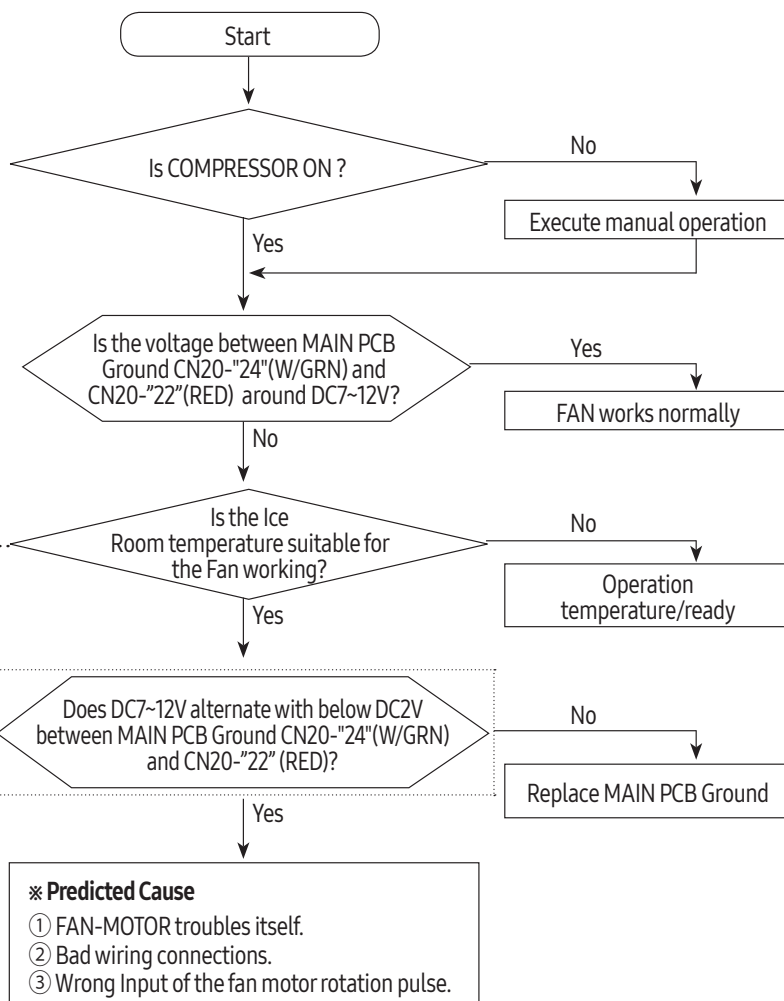 Start
Is COMPRESSOR ON ?
No
Execute manual operation
Yes
Is the voltage between MAIN PCB
Ground CN20-"24"(W/GRN) and
CN20-”22”(RED) around DC7~12V?
Yes
FAN works normally
No
Is the Ice
Room temperature suitable for
the Fan working?
No
Operation
temperature/ready
Yes
Does DC7~12V alternate with below DC2V
between MAIN PCB Ground CN20-"24"(W/GRN)
and CN20-”22” (RED)?
No
Replace MAIN PCB Ground
Yes
※ Predicted Cause
① FAN-MOTOR troubles itself.
② Bad wiring connections.
③ Wrong Input of the fan motor rotation pulse.